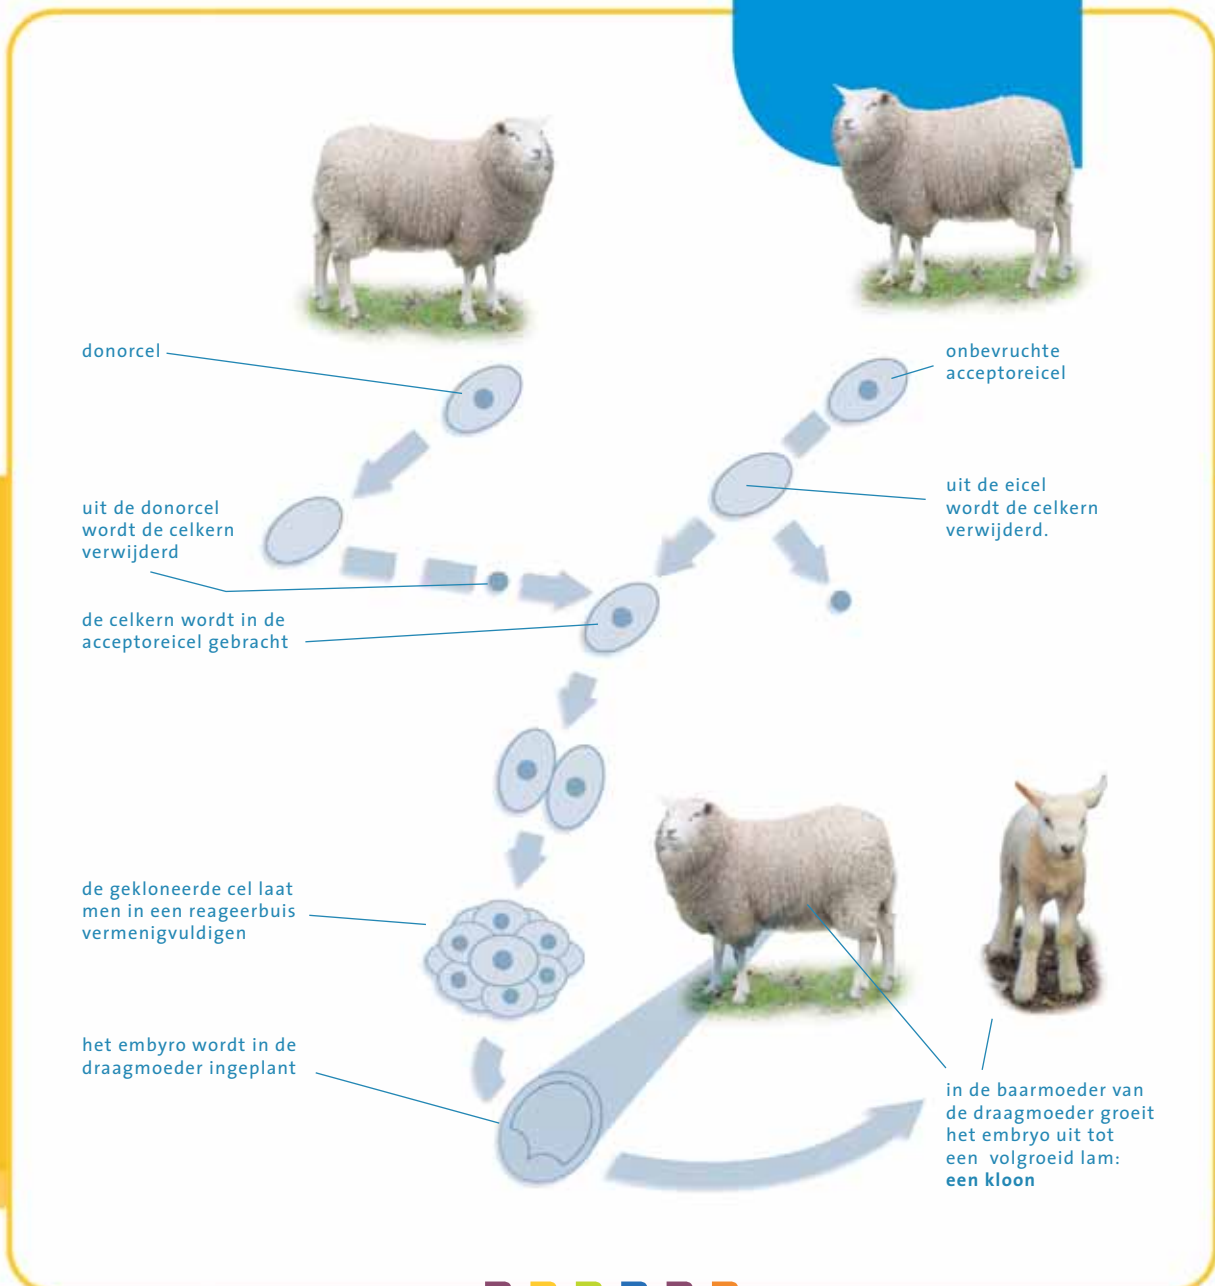 donorcel
onbevruchte
acceptoreicel
uit de donorcel
wordt de celkern
verwijderd
uit de eicel
wordt de celkern
verwijderd.
de celkern wordt in de
acceptoreicel gebracht
de gekloneerde cel laat
men in een reageerbuis
vermenigvuldigen
het embyro wordt in de
draagmoeder ingeplant
in de baarmoeder van
de draagmoeder groeit
het embryo uit tot
een volgroeid lam:
een kloon